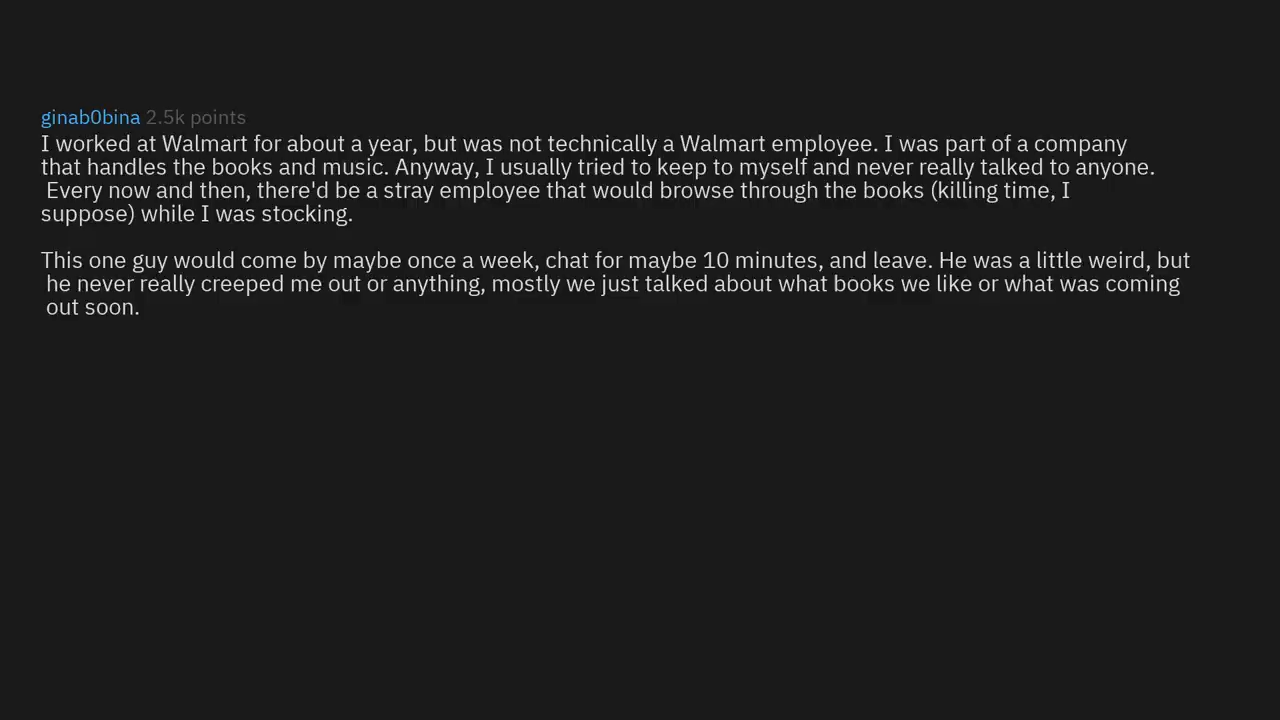 ginab0bina 2.5k points
I worked at Walmart for about a year, but was not technically a Walmart employee. I was part of a company
that handles the books and music. Anyway, I usually tried to keep to myself and never really talked to anyone.
Every now and then, there'd be a stray employee that would browse through the books (killing time, I
suppose) while I was stocking.
This one guy would come by maybe once a week, chat for maybe 10 minutes, and leave. He was a little weird, but
he never really creeped me out or anything, mostly we just talked about what books we like or what was coming
out soon.